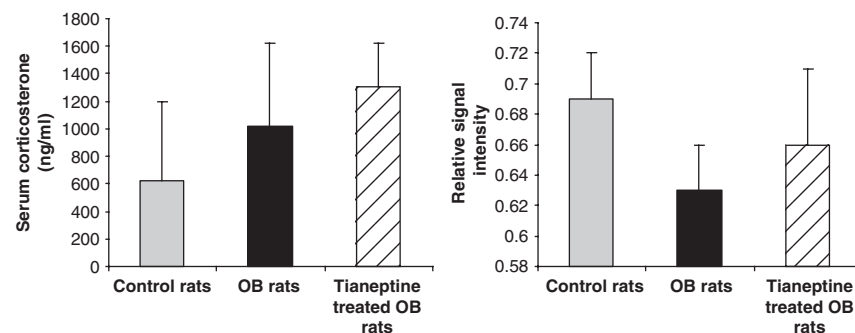 1800
1600
1400
1200
1000
800
600
400
200
0
Serum corticosterone
(ng/ml)
Control rats
OB rats
Tianeptine
treated OB
rats
0.74
0.72
0.7
0.68
0.66
0.64
0.62
0.6
0.58
Relative signal
intensity
Control rats
OB rats
Tianeptine
treated OB
rats